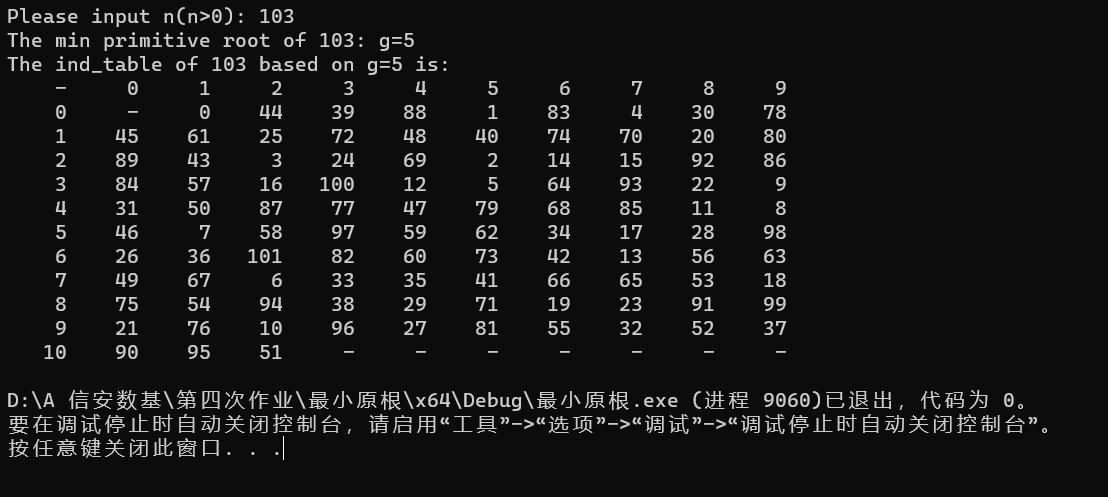 Please input n(n>0): 103
The min primitive root of 103: g=5
The ind_table of 103 based on g=5 is:
- 0 1 2 3 4 5 6 7 8 9
0 - 0 44 39 88 1 83 4 30 78
1 45 61 25 72 48 40 74 70 20 80
2 89 43 3 24 69 2 14 15 92 86
3 84 57 16 100 12 5 64 93 22 9
4 31 50 87 77 47 79 68 85 11 8
5 46 7 58 97 59 62 34 17 28 98
6 26 36 101 82 60 73 42 13 56 63
7 49 67 6 33 35 41 66 65 53 18
8 75 54 94 38 29 71 19 23 91 99
9 21 76 10 96 27 81 55 32 52 37
10 90 95 51 - - - - - - -
D:\A 信安数基\第四次作业\最小原根\x64\Debug\最小原根.exe (进程 9060)已退出，代码为 0。
要在调试停止时自动关闭控制台，请启用“工具”->“选项”->“调试”->“调试停止时自动关闭控制台”。
按任意键关闭此窗口. . .